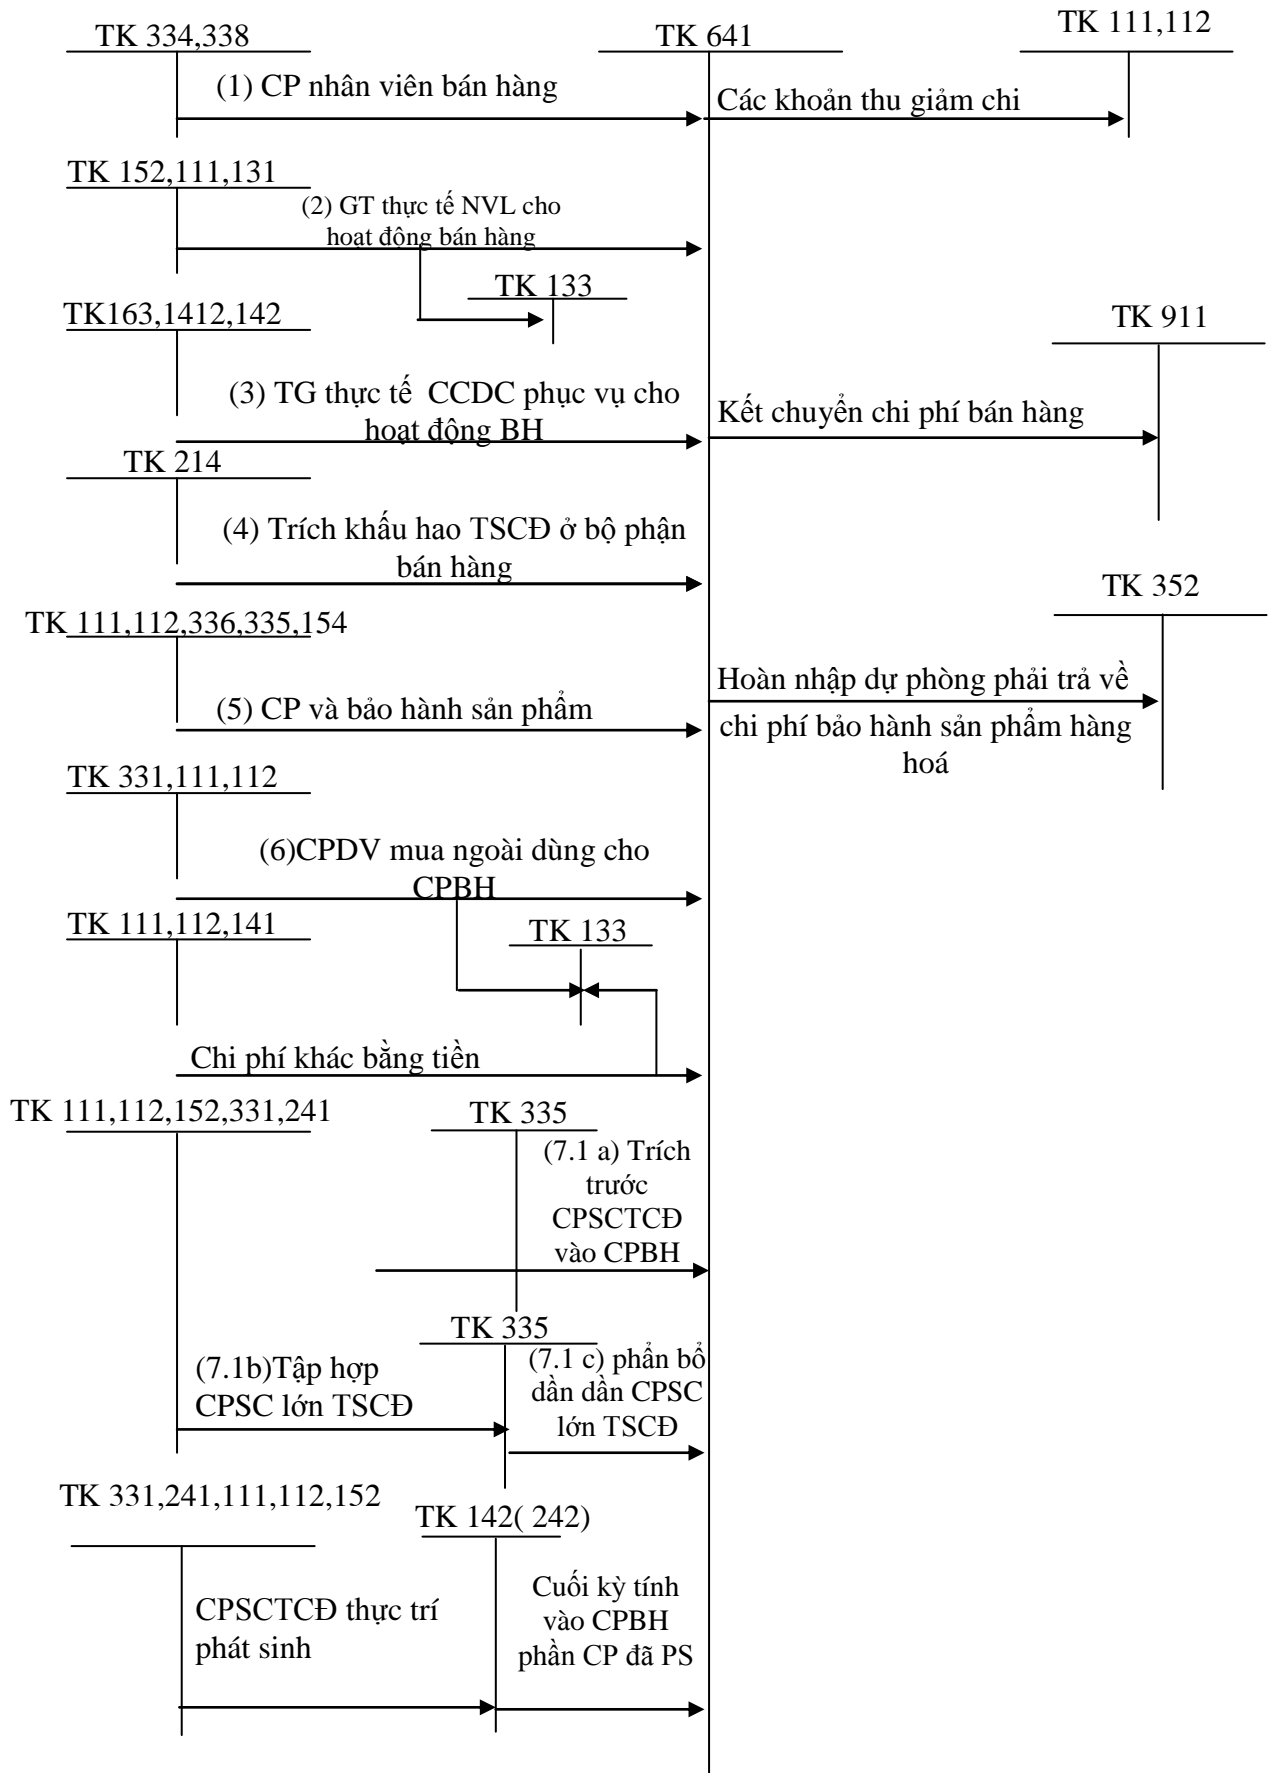 TK 334,338
TK 641
TK 111,112
(1) CP nhân viên bán hàng
Các khoản thu giảm chi
TK 152,111,131
(2) GT thực tế NVL cho
hoạt động bán hàng
TK 133
TK163,1412,142
TK 911
(3) TG thực tế  CCDC phục vụ cho
hoạt động BH
Kết chuyển chi phí bán hàng
TK 214
(4) Trích khấu hao TSCĐ ở bộ phận
bán hàng
TK 352
TK 111,112,336,335,154
(5) CP và bảo hành sản phẩm
Hoàn nhập dự phòng phải trả về
chi phí bảo hành sản phẩm hàng
hoá
TK 331,111,112
(6)CPDV mua ngoài dùng cho
CPBH
TK 111,112,141
TK 133
Chi phí khác bằng tiền
TK 111,112,152,331,241
TK 335
(7.1 a) Trích
trước
CPSCTCĐ
vào CPBH
TK 335
(7.1b)Tập hợp
CPSC lớn TSCĐ
(7.1 c) phẩn bổ
dần dần CPSC
lớn TSCĐ
TK 331,241,111,112,152
TK 142( 242)
CPSCTCĐ thực trí
phát sinh
Cuối kỳ tính
vào CPBH
phần CP đã PS